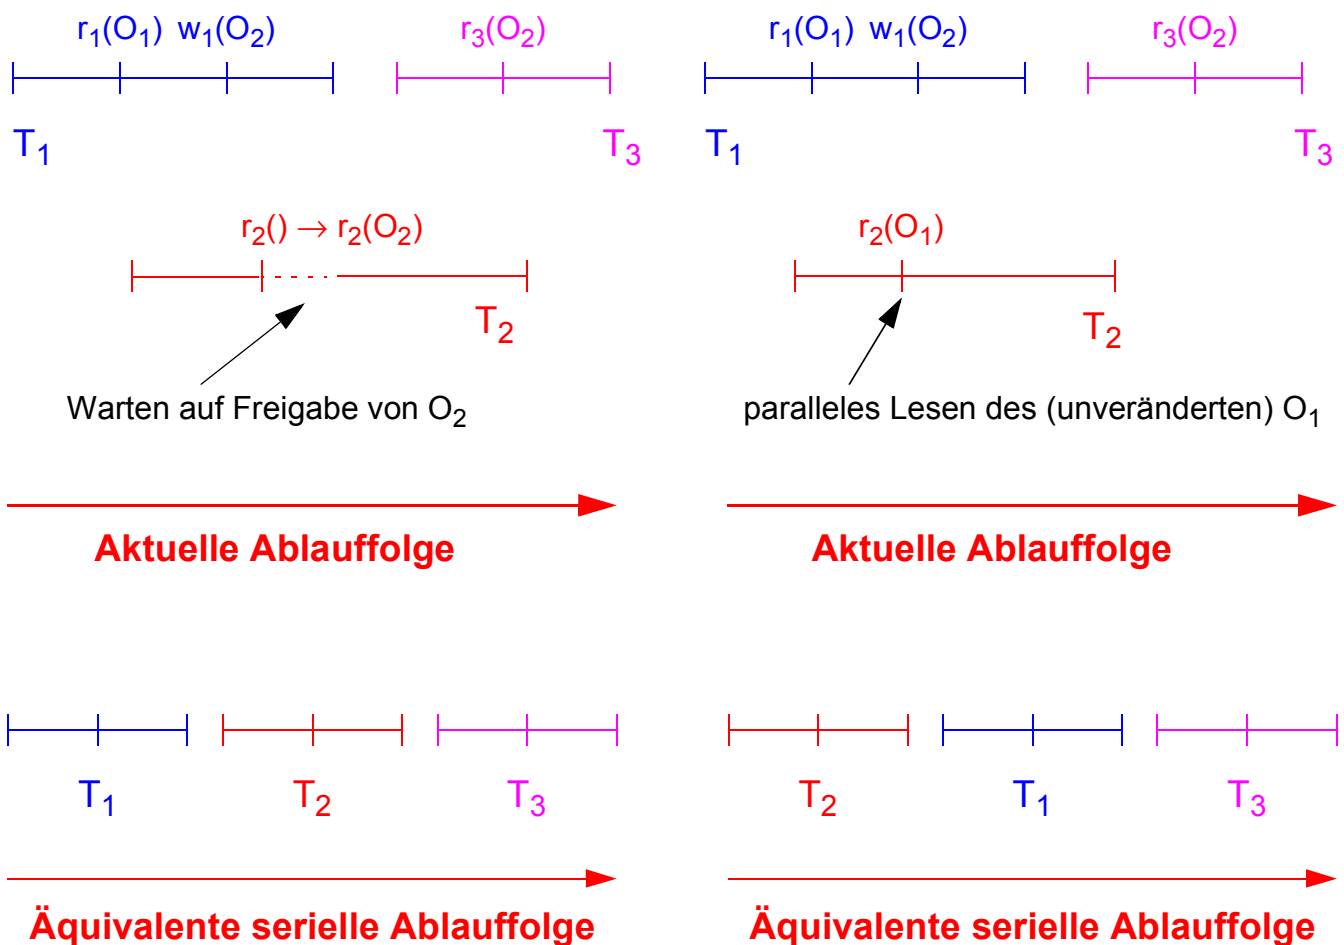 r₁(O₁) w₁(O₂)
r₃(O₂)
T₁
T₃
r₂() → r₂(O₂)
T₂
Warten auf Freigabe von O₂
Aktuelle Ablauffolge
T₁
T₂
T₃
Äquivalente serielle Ablauffolge
r₁(O₁) w₁(O₂)
r₃(O₂)
T₁
T₃
r₂(O₁)
T₂
paralleles Lesen des (unveränderten) O₁
Aktuelle Ablauffolge
T₂
T₁
T₃
Äquivalente serielle Ablauffolge